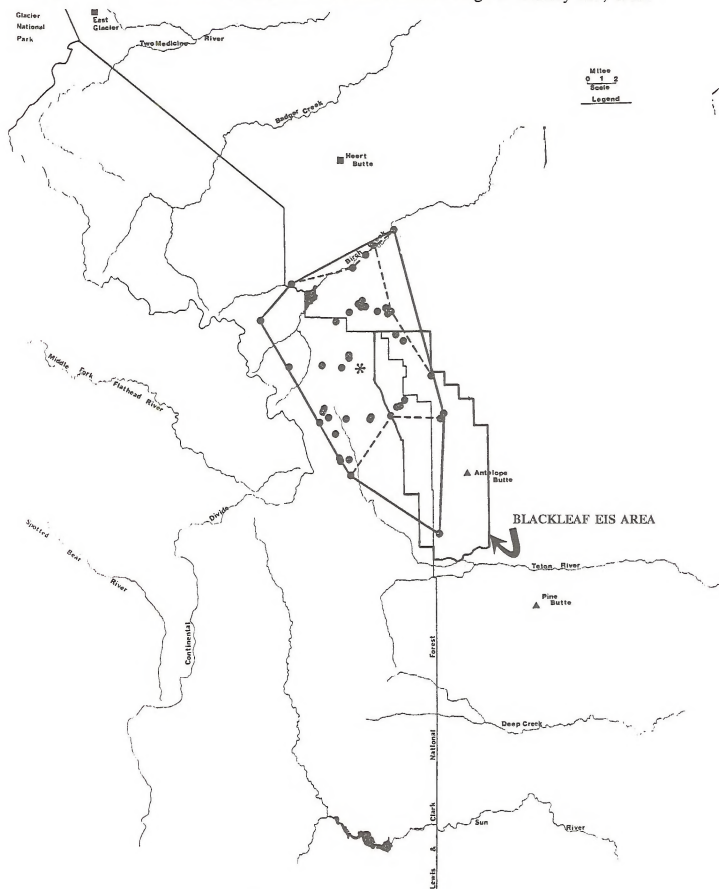 Glacier
National
Park
East
Glacier
Two Medicine River
Badger Creek
Miles
0 1 2
Scale
Legend
Heart
Butte
Birch
Middle Fork Flathead River
Antelope
Butte
Divide
BLACKLEAF EIS AREA
Spotted Bear River
Teton River
Pine
Butte
Continental
Deep Creek
Sun River
Lewis & Clark National Forest